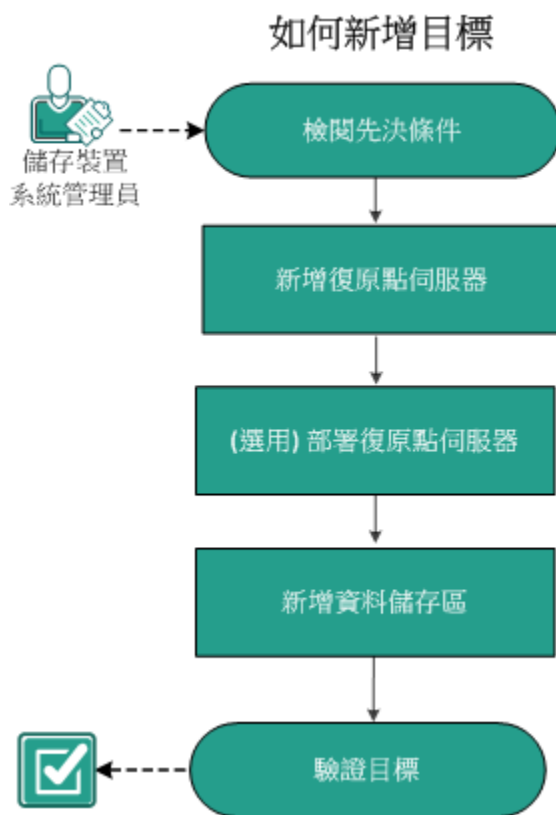 如何新增目標
儲存裝置
系統管理員
檢閱先決條件
新增復原點伺服器
(選用) 部署復原點伺服器
新增資料儲存區
驗證目標